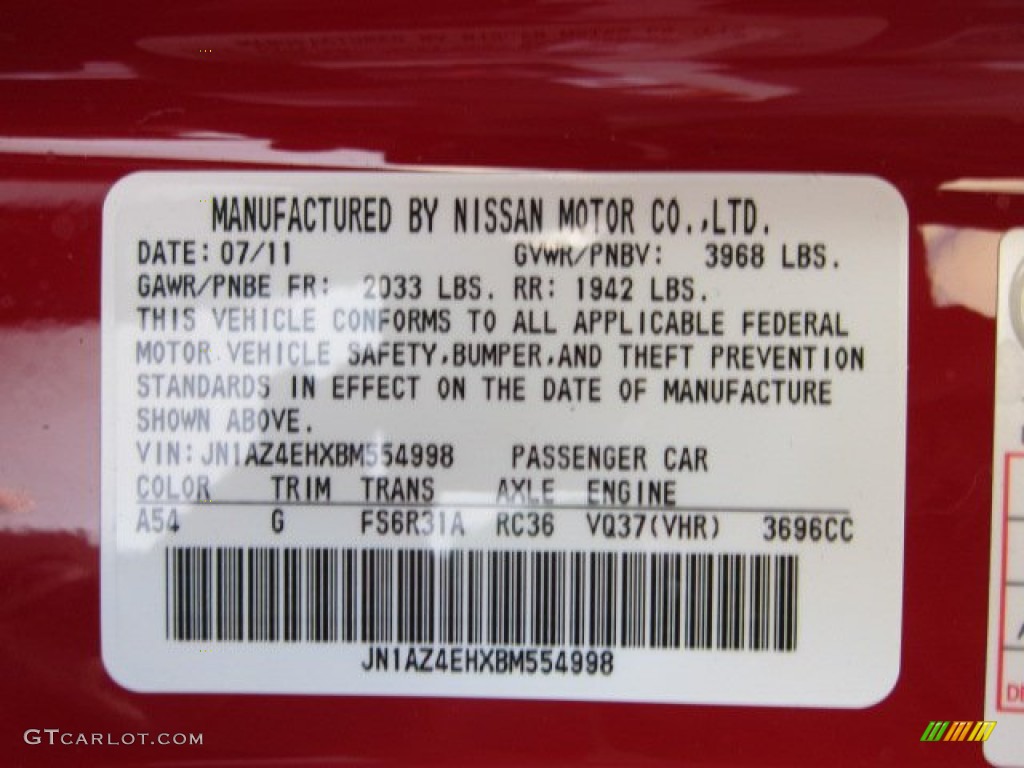 MANUFACTURED BY NISSAN MOTOR CO.,LTD.
DATE: 07/11 GVWR/PNBV: 3968 LBS.
GAWR/PNBE FR: 2033 LBS. RR: 1942 LBS.
THIS VEHICLE CONFORMS TO ALL APPLICABLE FEDERAL
MOTOR VEHICLE SAFETY,BUMPER,AND THEFT PREVENTION
STANDARDS IN EFFECT ON THE DATE OF MANUFACTURE
SHOWN ABOVE.
VIN:JN1AZ4EHXBM554998 PASSENGER CAR
COLOR TRIM TRANS AXLE ENGINE
A54 G FS6R31A RC36 VQ37(VHR) 3696CC
JN1AZ4EHXBM554998
GTCARLOT.COM